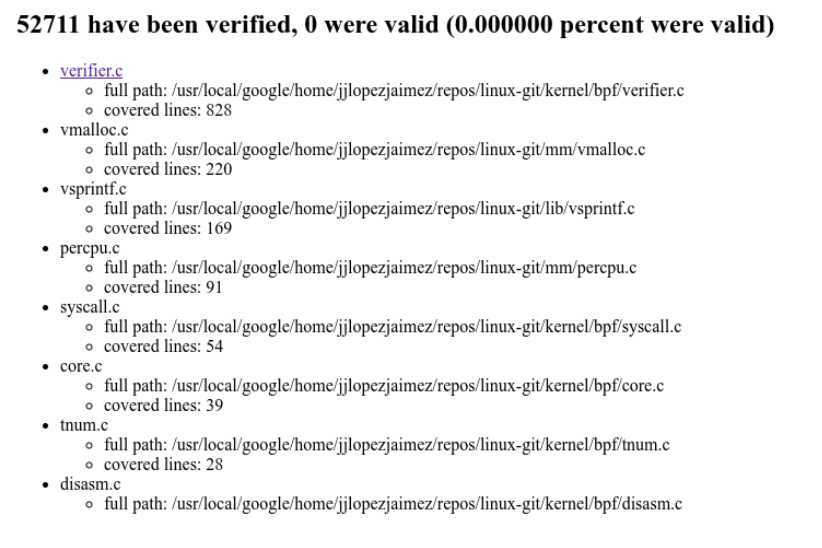 52711 have been verified, 0 were valid (0.000000 percent were valid)
verifier.c
full path: /usr/local/google/home/jjlopezjaimez/repos/linux-git/kernel/bpf/verifier.c
covered lines: 828
vmalloc.c
full path: /usr/local/google/home/jjlopezjaimez/repos/linux-git/mm/vmalloc.c
covered lines: 220
vsprintf.c
full path: /usr/local/google/home/jjlopezjaimez/repos/linux-git/lib/vsprintf.c
covered lines: 169
percpu.c
full path: /usr/local/google/home/jjlopezjaimez/repos/linux-git/mm/percpu.c
covered lines: 91
syscall.c
full path: /usr/local/google/home/jjlopezjaimez/repos/linux-git/kernel/bpf/syscall.c
covered lines: 54
core.c
full path: /usr/local/google/home/jjlopezjaimez/repos/linux-git/kernel/bpf/core.c
covered lines: 39
tnum.c
full path: /usr/local/google/home/jjlopezjaimez/repos/linux-git/kernel/bpf/tnum.c
covered lines: 28
disasm.c
full path: /usr/local/google/home/jjlopezjaimez/repos/linux-git/kernel/bpf/disasm.c